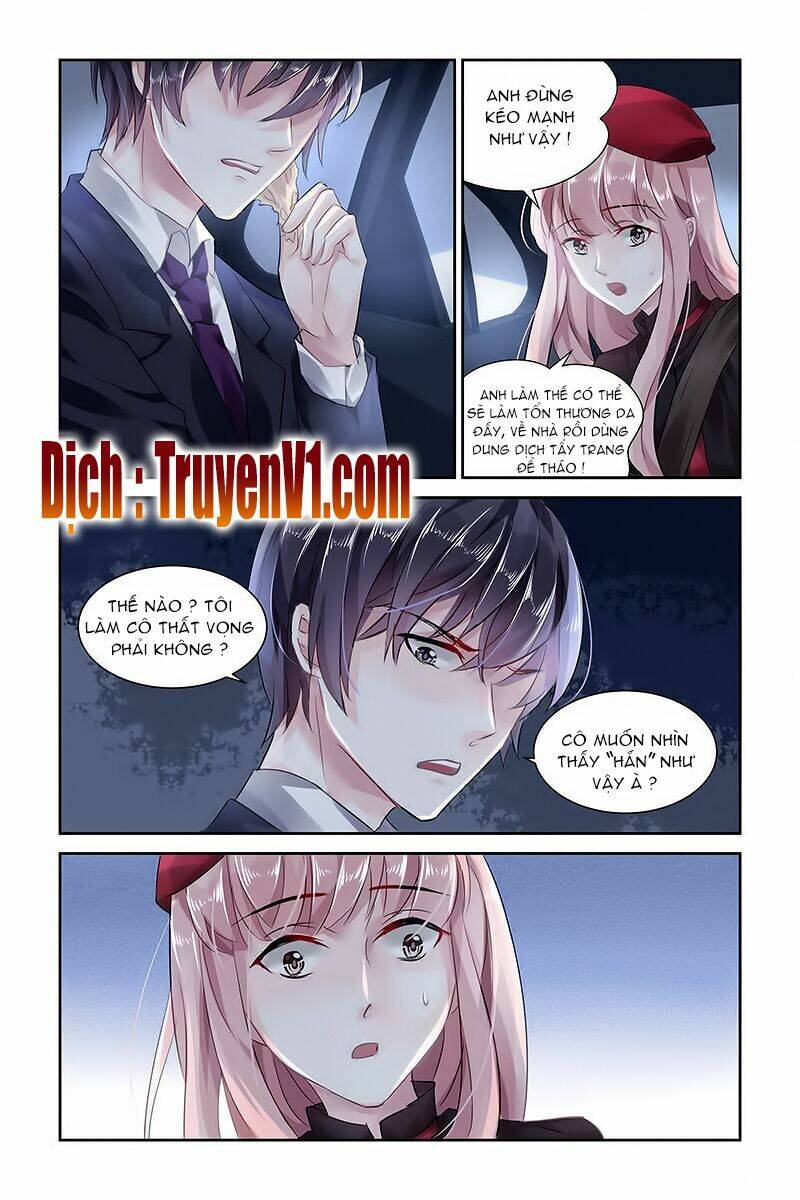 ANH ĐỪNG
KÉO MẠNH
NHƯ VẬY !
ANH LÀM THẾ CÓ THỂ
SẼ LÀM TỔN THƯƠNG DA
ĐẤY, VỀ NHÀ RỒI DÙNG
DUNG DỊCH TẨY TRANG
ĐỂ THÁO !
Dịch : TruyenV1.com
THẾ NÀO ? TÔI
LÀM CÔ THẤT VỌNG
PHẢI KHÔNG ?
CÔ MUỐN NHÌN
THẤY “HẮN” NHƯ
VẬY À ?